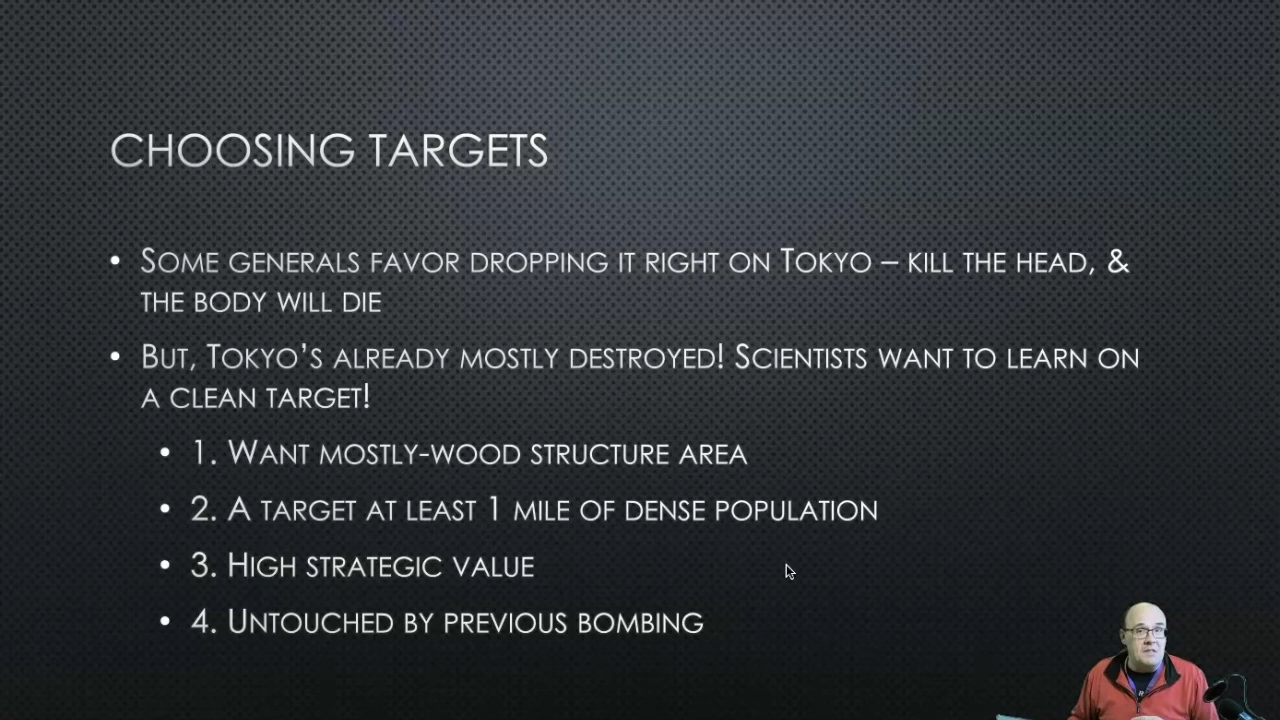 CHOOSING TARGETS
• SOME GENERALS FAVOR DROPPING IT RIGHT ON TOKYO – KILL THE HEAD, &
THE BODY WILL DIE
• BUT, TOKYO’S ALREADY MOSTLY DESTROYED! SCIENTISTS WANT TO LEARN ON
A CLEAN TARGET!
• 1. WANT MOSTLY-WOOD STRUCTURE AREA
• 2. A TARGET AT LEAST 1 MILE OF DENSE POPULATION
• 3. HIGH STRATEGIC VALUE
• 4. UNTOUCHED BY PREVIOUS BOMBING